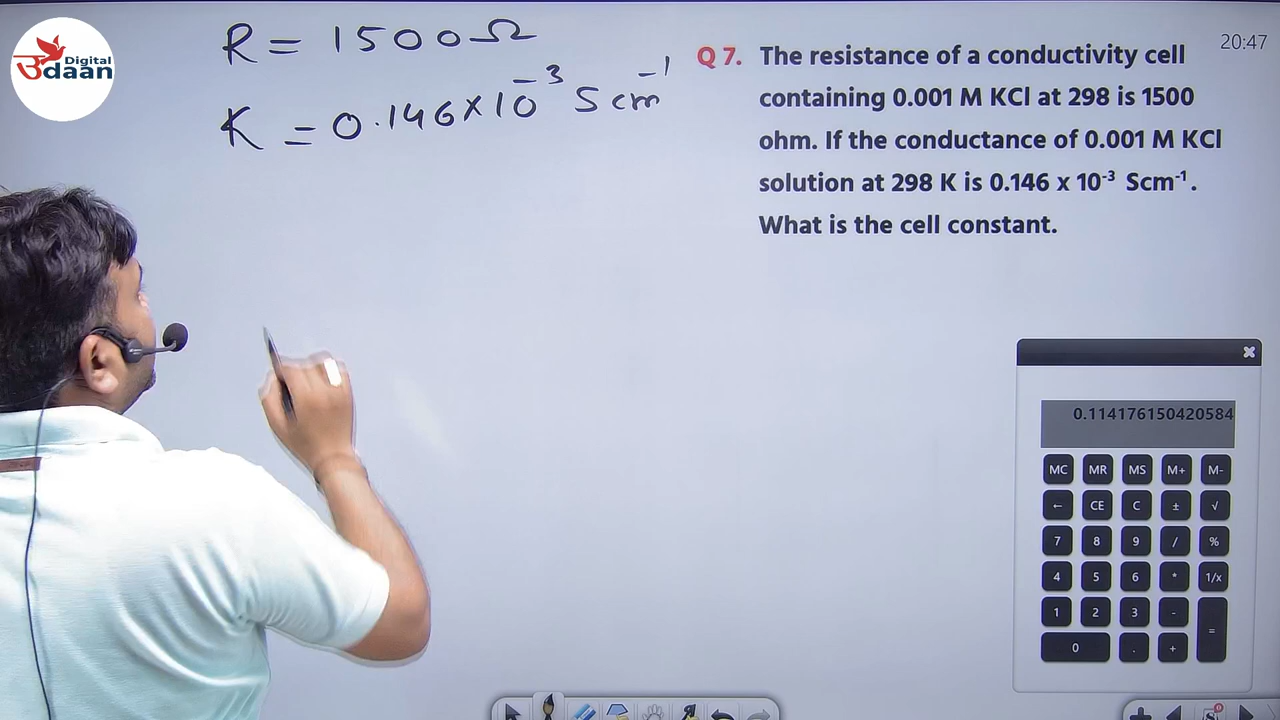 Digital
उdaan
R = 1500Ω
K = 0.146×10⁻³ S cm⁻¹
20:47
Q 7. The resistance of a conductivity cell
containing 0.001 M KCl at 298 is 1500
ohm. If the conductance of 0.001 M KCl
solution at 298 K is 0.146 x 10⁻³ Scm⁻¹.
What is the cell constant.
0.114176150420584
MC MR MS M+ M-
← CE C ± √
7 8 9 / %
4 5 6 * 1/x
1 2 3 - =
0 . +